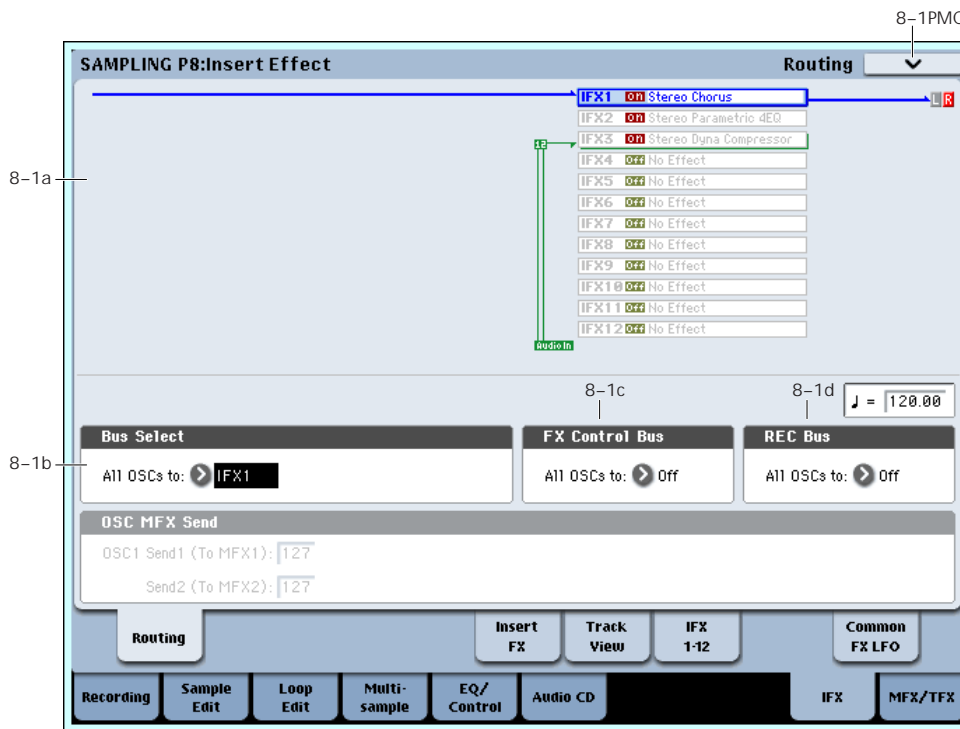 8–1PMC
SAMPLING P8:Insert Effect
Routing
IFX1 On Stereo Chorus
L R
IFX2 On Stereo Parametric 4EQ
12
IFX3 On Stereo Dyna Compressor
IFX4 Off No Effect
8–1a
IFX5 Off No Effect
IFX6 Off No Effect
IFX7 Off No Effect
IFX8 Off No Effect
IFX9 Off No Effect
IFX10 Off No Effect
IFX11 Off No Effect
IFX12 Off No Effect
Audio In
8–1c
8–1d
♩ = 120.00
Bus Select
FX Control Bus
REC Bus
8–1b
All OSCs to: IFX1
All OSCs to: Off
All OSCs to: Off
OSC MFX Send
OSC1 Send1 (To MFX1): 127
Send2 (To MFX2): 127
Routing
Insert
FX
Track
View
IFX
1-12
Common
FX LFO
Recording
Sample
Edit
Loop
Edit
Multi-
sample
EQ/
Control
Audio CD
IFX
MFX/TFX